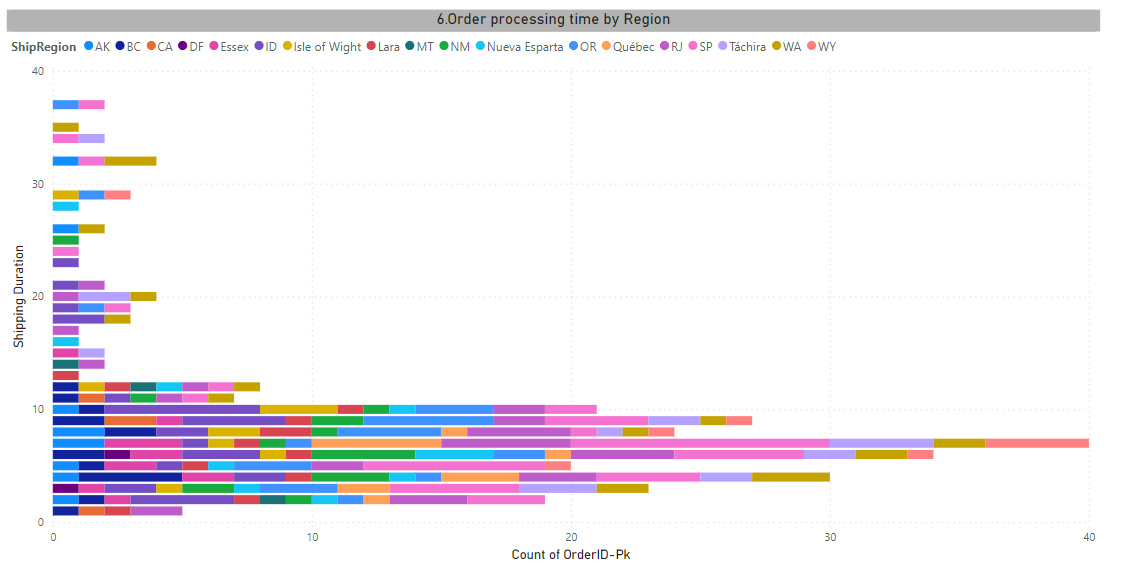 6.Order processing time by Region
ShipRegion AK BC CA DF Essex ID Isle of Wight Lara MT NM Nueva Esparta OR Québec RJ SP Táchira WA WY
40
30
20
10
0
Shipping Duration
0 10 20 30 40
Count of OrderID-Pk